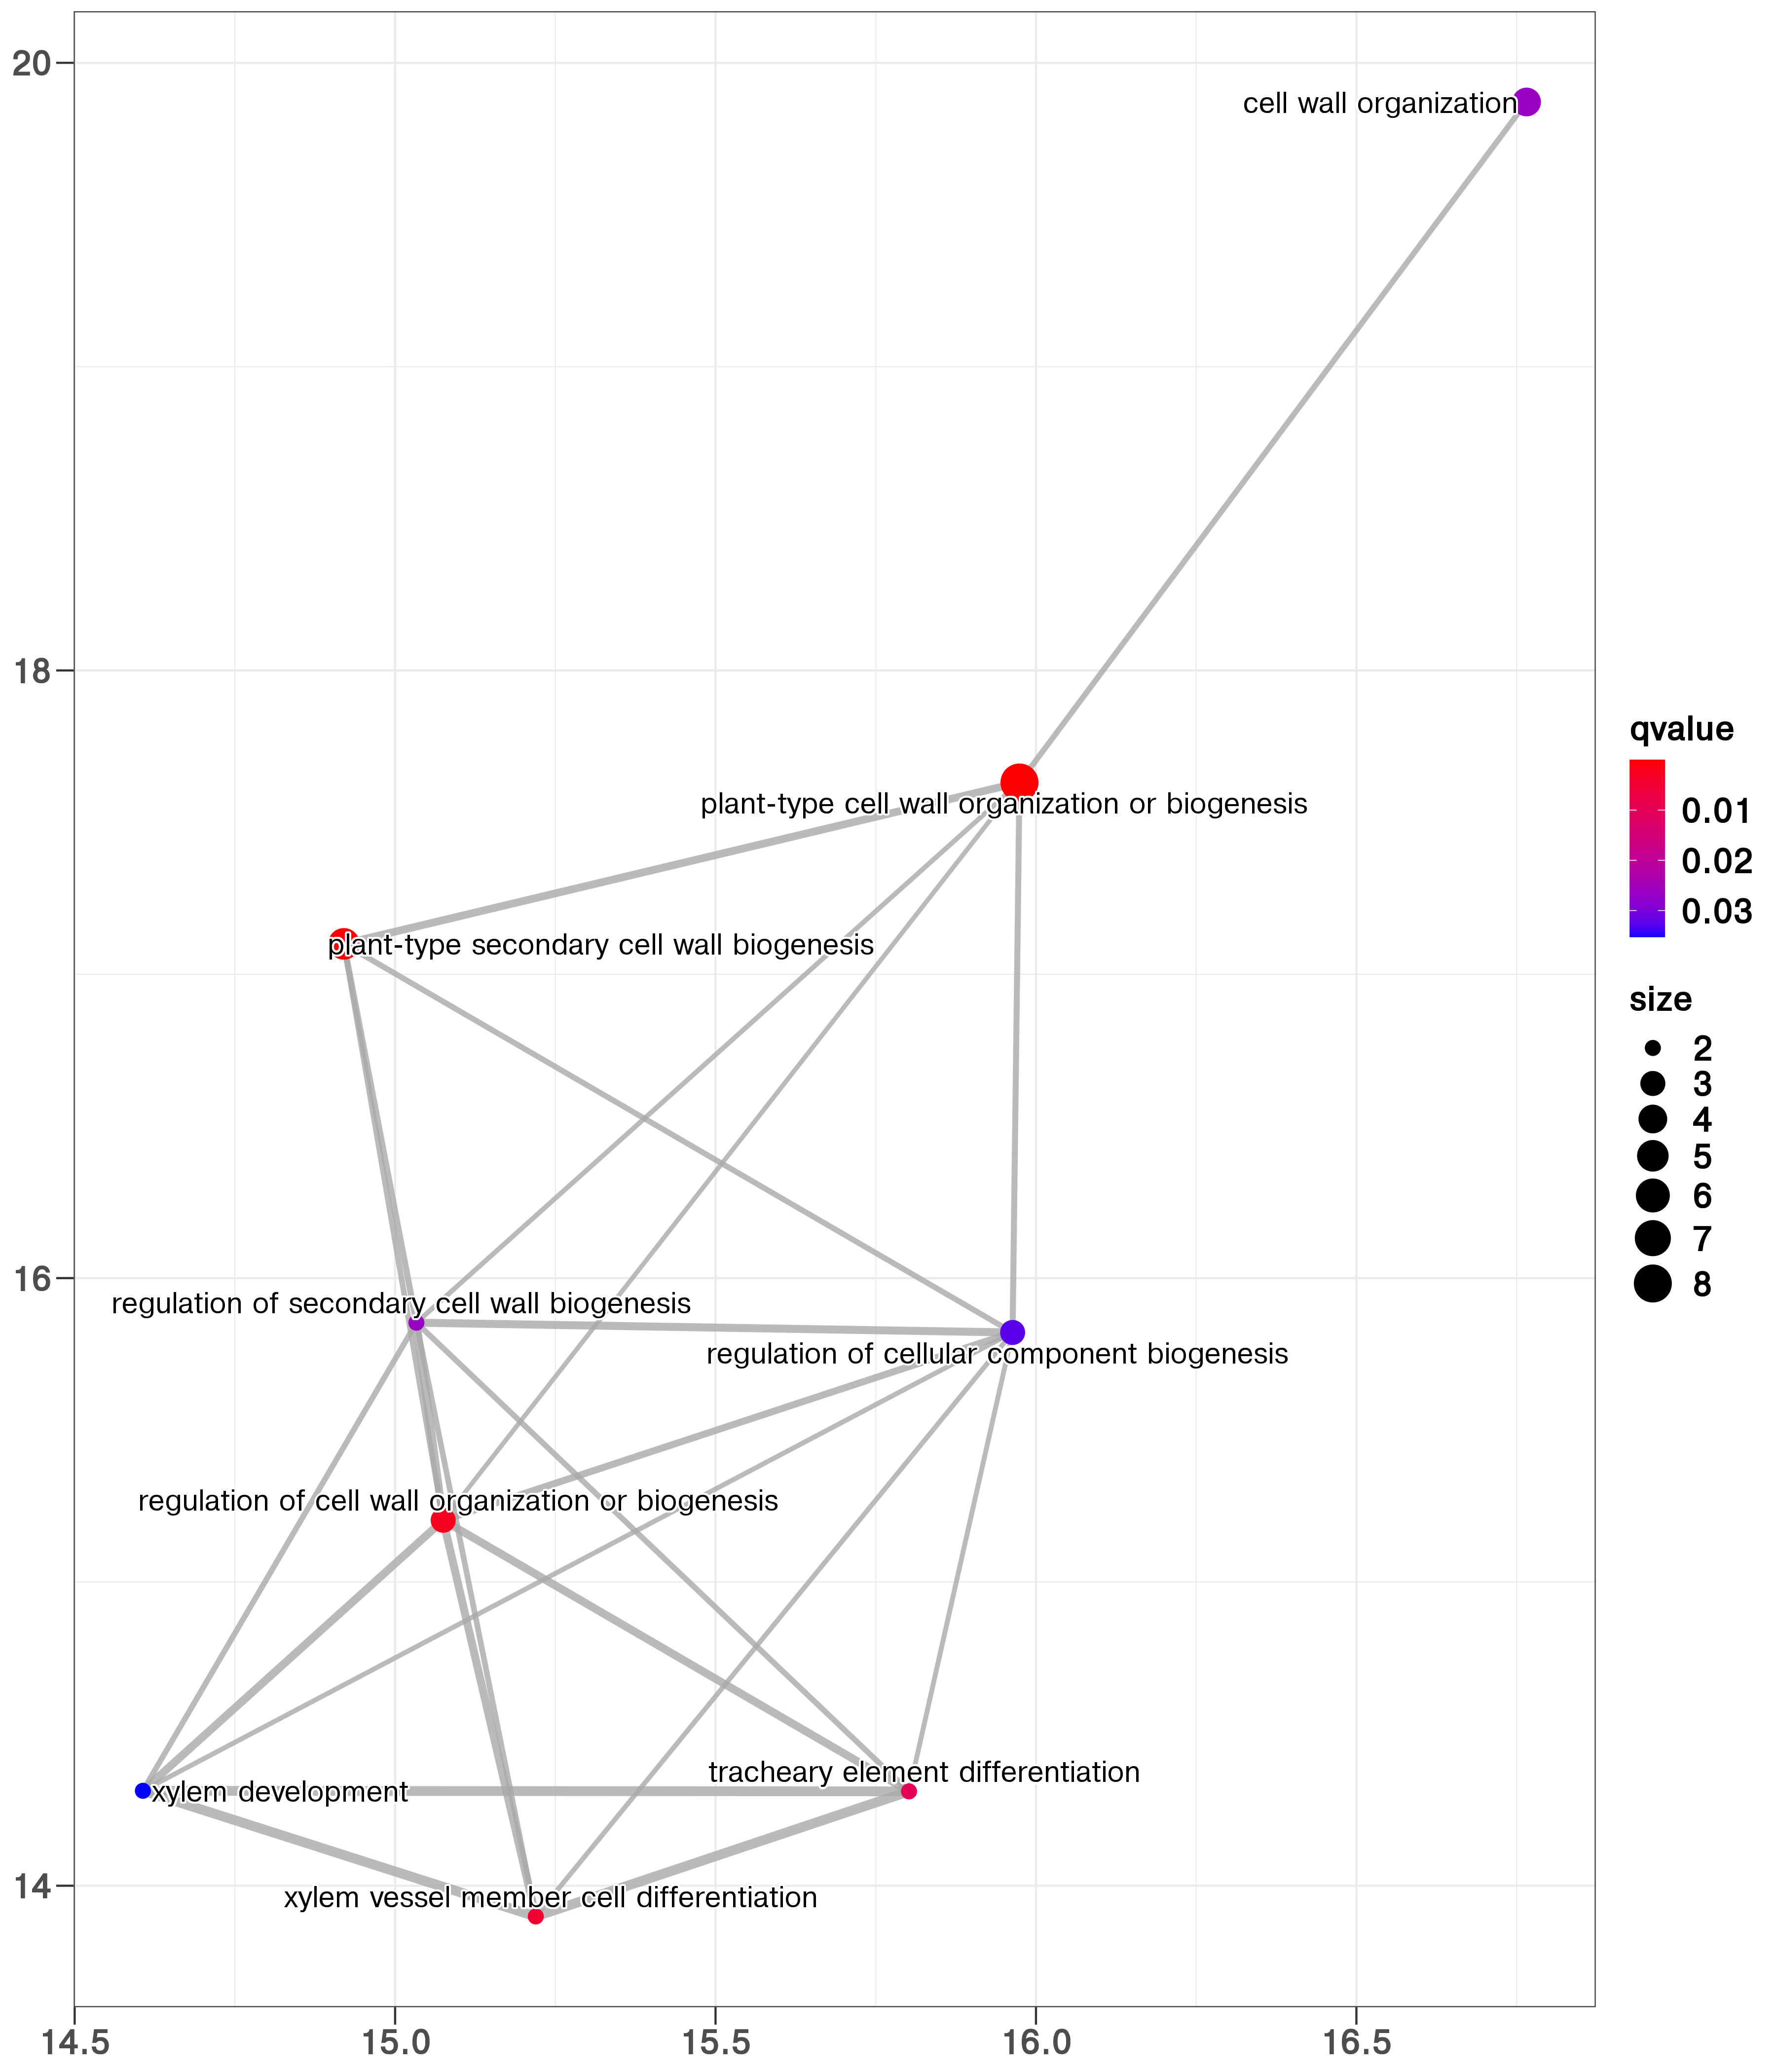 20
cell wall organization
18
plant-type cell wall organization or biogenesis
plant-type secondary cell wall biogenesis
16
regulation of secondary cell wall biogenesis
regulation of cellular component biogenesis
regulation of cell wall organization or biogenesis
tracheary element differentiation
xylem development
14
xylem vessel member cell differentiation
14.5 15.0 15.5 16.0 16.5
qvalue
0.01
0.02
0.03
size
2
3
4
5
6
7
8